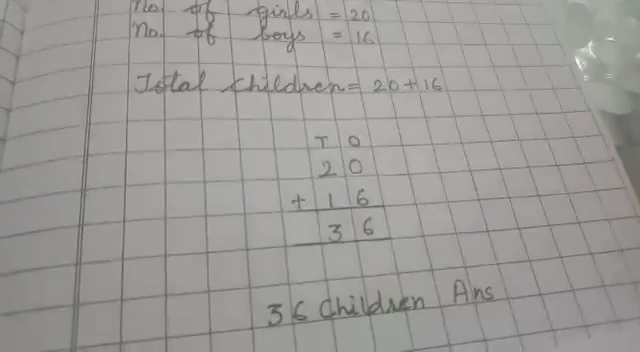 No. of girls = 20
No. of boys = 16
Total children = 20 + 16
T O
2 0
+ 1 6
3 6
36 Children Ans